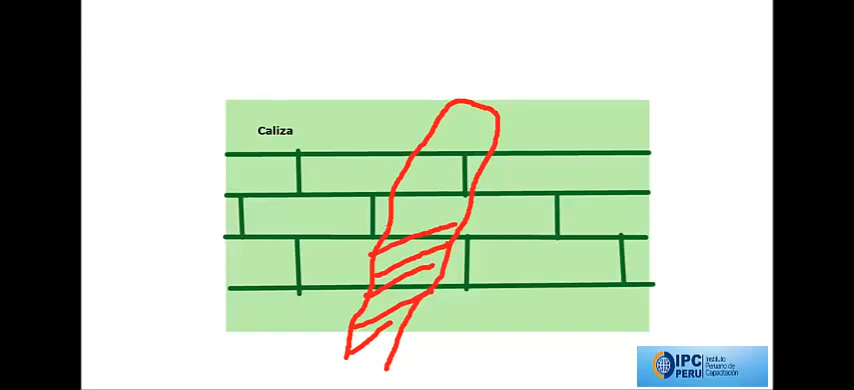 Caliza
IPC
PERU
Instituto
Peruano de
Capacitación